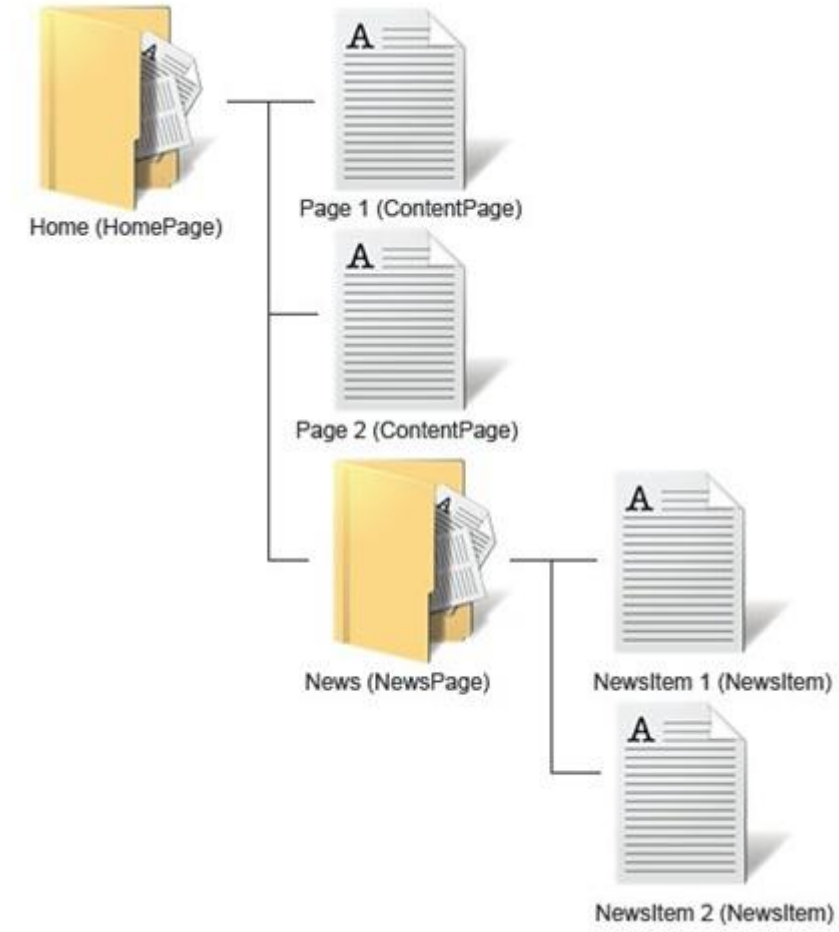 A
Home (HomePage)
A
Page 1 (ContentPage)
A
Page 2 (ContentPage)
A
News (NewsPage)
A
NewsItem 1 (NewsItem)
A
NewsItem 2 (NewsItem)